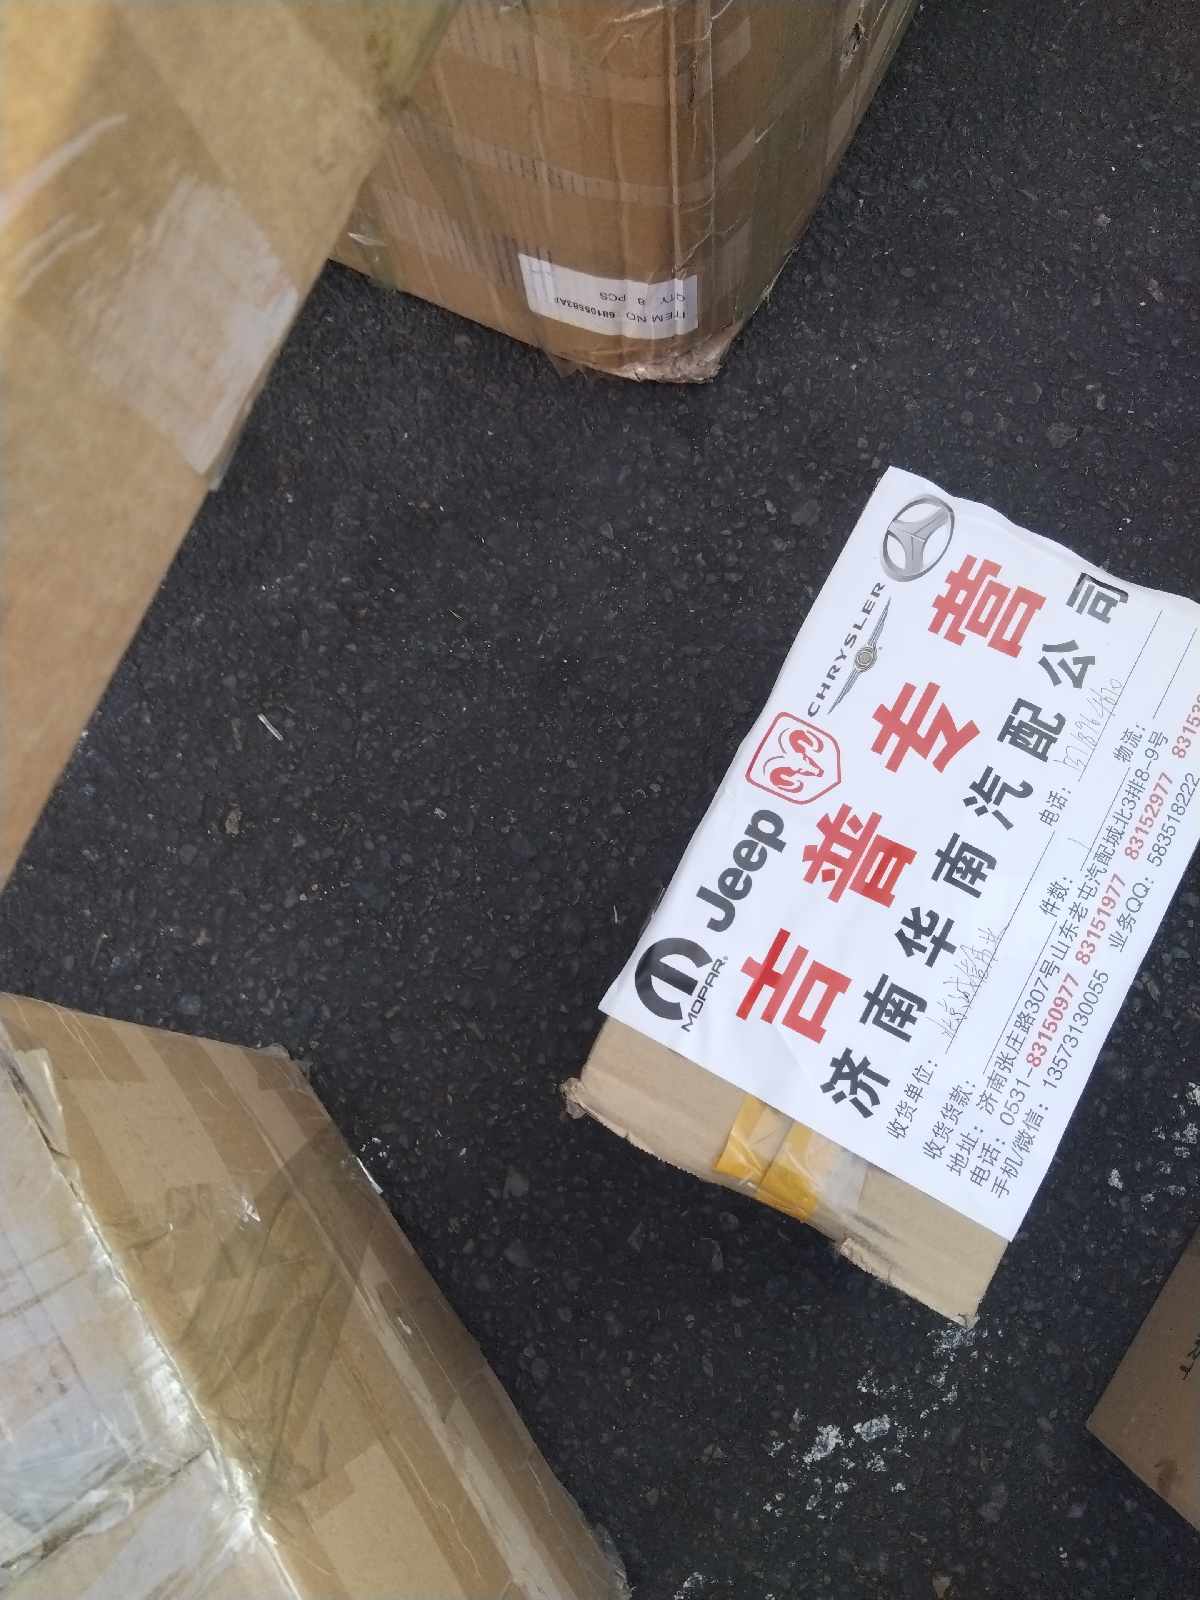 ITEM NO 68105583A
QTY 8 PCS
MOPAR Jeep CHRYSLER
吉普专营
济南华南汽配公司
收货单位: 电话:
收货货款: 件数: 物流:
地址: 济南张庄路307号山东老屯汽配城北3排8-9号
电话: 0531-83150977 83151977 83152977
手机/微信: 13573130055 业务QQ: 583518222